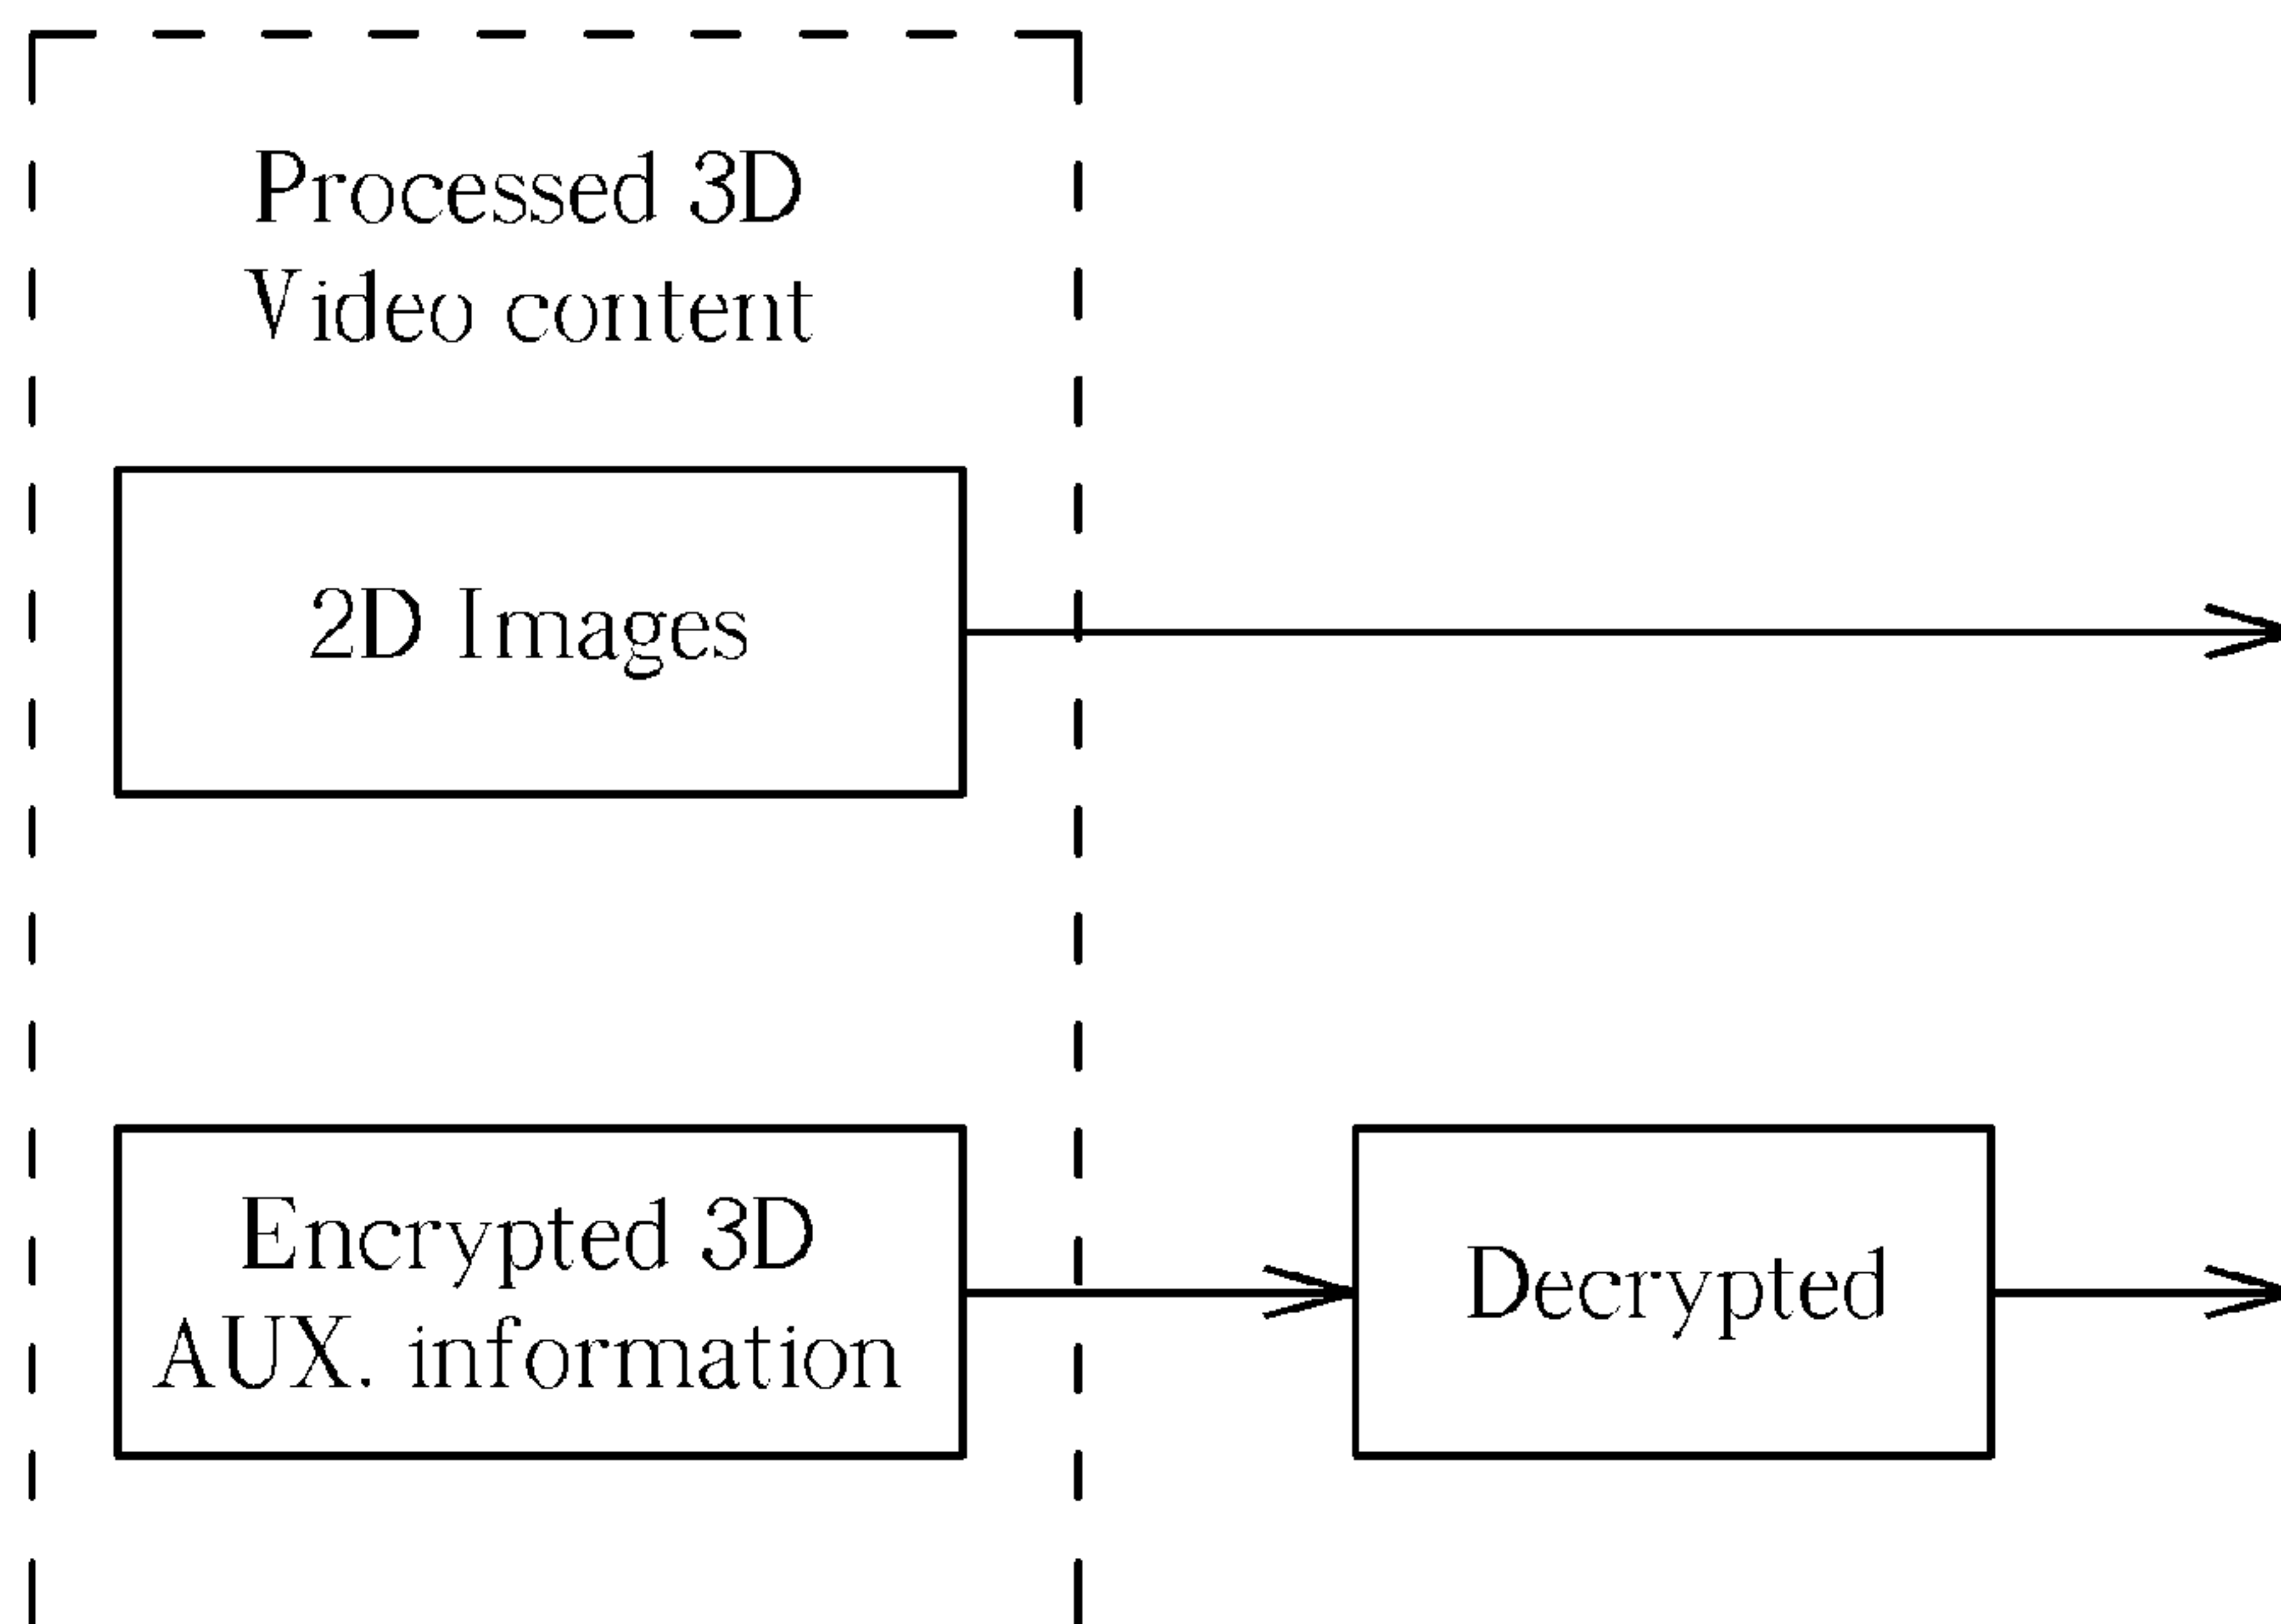 Processed 3D
Video content
2D Images
Encrypted 3D
AUX. information
Decrypted